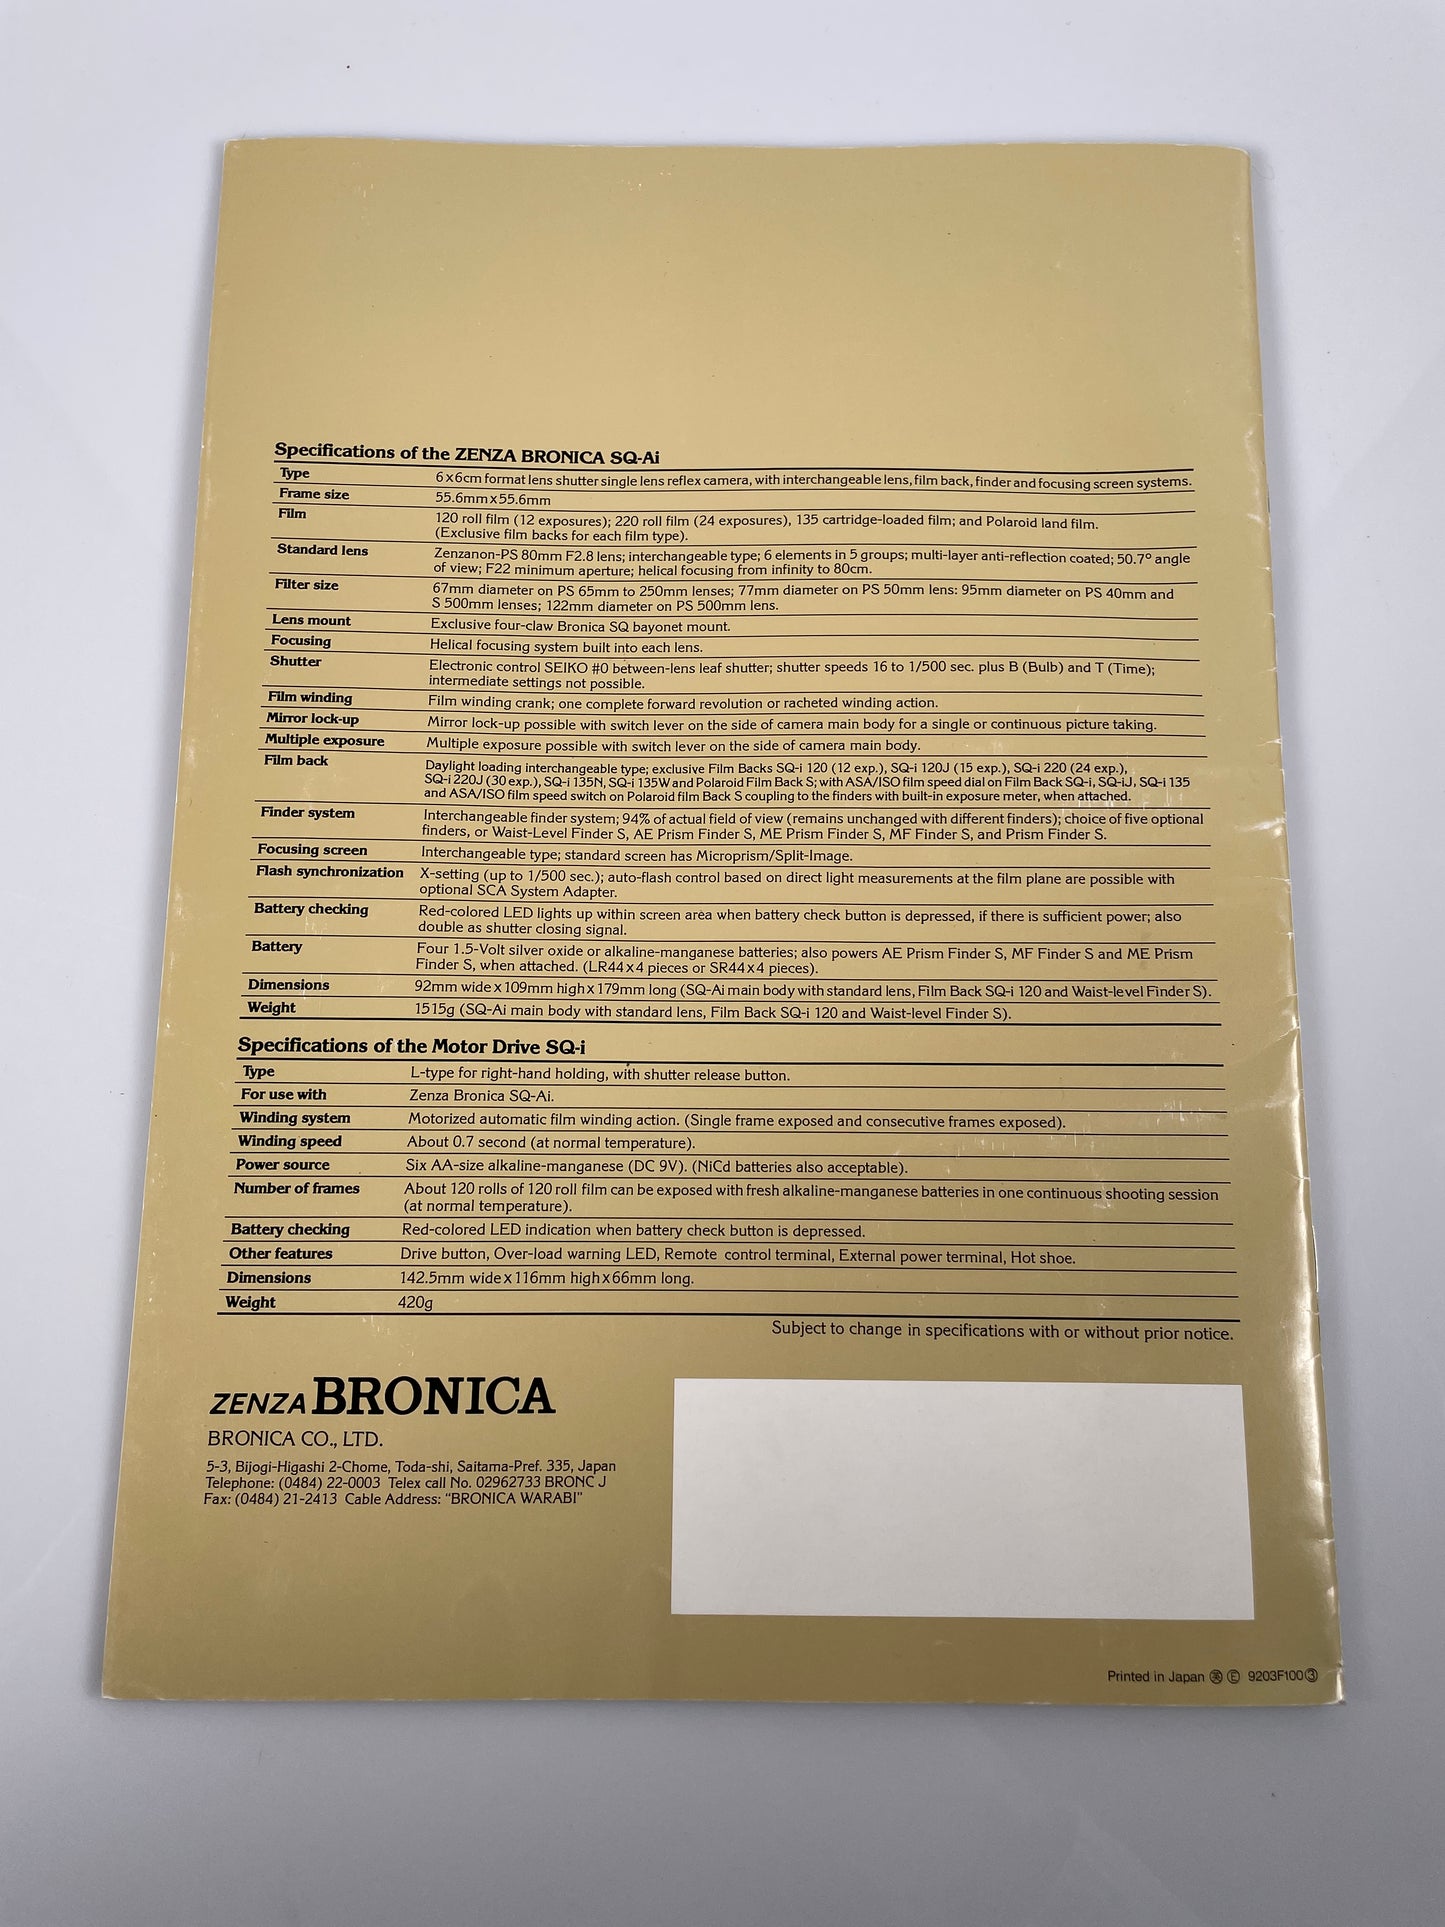 Specifications of the ZENZA BRONICA SQ-Ai
Type 6x6cm format lens shutter single lens reflex camera, with interchangeable lens, film back, finder and focusing screen systems.
Frame size 55.6mmx55.6mm
Film 120 roll film (12 exposures); 220 roll film (24 exposures), 135 cartridge-loaded film; and Polaroid land film.
(Exclusive film backs for each film type).
Standard lens Zenzanon-PS 80mm F2.8 lens; interchangeable type; 6 elements in 5 groups; multi-layer anti-reflection coated; 50.7° angle
of view; F22 minimum aperture; helical focusing from infinity to 80cm.
Filter size 67mm diameter on PS 65mm to 250mm lenses; 77mm diameter on PS 50mm lens: 95mm diameter on PS 40mm and
S 500mm lenses; 122mm diameter on PS 500mm lens.
Lens mount Exclusive four-claw Bronica SQ bayonet mount.
Focusing Helical focusing system built into each lens.
Shutter Electronic control SEIKO #0 between-lens leaf shutter; shutter speeds 16 to 1/500 sec. plus B (Bulb) and T (Time);
intermediate settings not possible.
Film winding Film winding crank; one complete forward revolution or racheted winding action.
Mirror lock-up Mirror lock-up possible with switch lever on the side of camera main body for a single or continuous picture taking.
Multiple exposure Multiple exposure possible with switch lever on the side of camera main body.
Film back Daylight loading interchangeable type; exclusive Film Backs SQ-i 120 (12 exp.), SQ-i 120J (15 exp.), SQ-i 220 (24 exp.),
SQ-i 220J (30 exp.), SQ-i 135N, SQ-i 135W and Polaroid Film Back S; with ASA/ISO film speed dial on Film Back SQ-i, SQ-iJ, SQ-i 135
and ASA/ISO film speed switch on Polaroid film Back S coupling to the finders with built-in exposure meter, when attached.
Finder system Interchangeable finder system; 94% of actual field of view (remains unchanged with different finders); choice of five optional
finders, or Waist-Level Finder S, AE Prism Finder S, ME Prism Finder S, MF Finder S, and Prism Finder S.
Focusing screen Interchangeable type; standard screen has Microprism/Split-Image.
Flash synchronization X-setting (up to 1/500 sec.); auto-flash control based on direct light measurements at the film plane are possible with
optional SCA System Adapter.
Battery checking Red-colored LED lights up within screen area when battery check button is depressed, if there is sufficient power; also
double as shutter closing signal.
Battery Four 1.5-Volt silver oxide or alkaline-manganese batteries; also powers AE Prism Finder S, MF Finder S and ME Prism
Finder S, when attached. (LR44x4 pieces or SR44x4 pieces).
Dimensions 92mm wide x 109mm high x 179mm long (SQ-Ai main body with standard lens, Film Back SQ-i 120 and Waist-level Finder S).
Weight 1515g (SQ-Ai main body with standard lens, Film Back SQ-i 120 and Waist-level Finder S).
Specifications of the Motor Drive SQ-i
Type L-type for right-hand holding, with shutter release button.
For use with Zenza Bronica SQ-Ai.
Winding system Motorized automatic film winding action. (Single frame exposed and consecutive frames exposed).
Winding speed About 0.7 second (at normal temperature).
Power source Six AA-size alkaline-manganese (DC 9V). (NiCd batteries also acceptable).
Number of frames About 120 rolls of 120 roll film can be exposed with fresh alkaline-manganese batteries in one continuous shooting session
(at normal temperature).
Battery checking Red-colored LED indication when battery check button is depressed.
Other features Drive button, Over-load warning LED, Remote control terminal, External power terminal, Hot shoe.
Dimensions 142.5mm wide x 116mm high x 66mm long.
Weight 420g
Subject to change in specifications with or without prior notice.
ZENZA BRONICA
BRONICA CO., LTD.
5-3, Bijogi-Higashi 2-Chome, Toda-shi, Saitama-Pref. 335, Japan
Telephone: (0484) 22-0003 Telex call No. 02962733 BRONC J
Fax: (0484) 21-2413 Cable Address: "BRONICA WARABI"
Printed in Japan Ⓔ 9203F100③